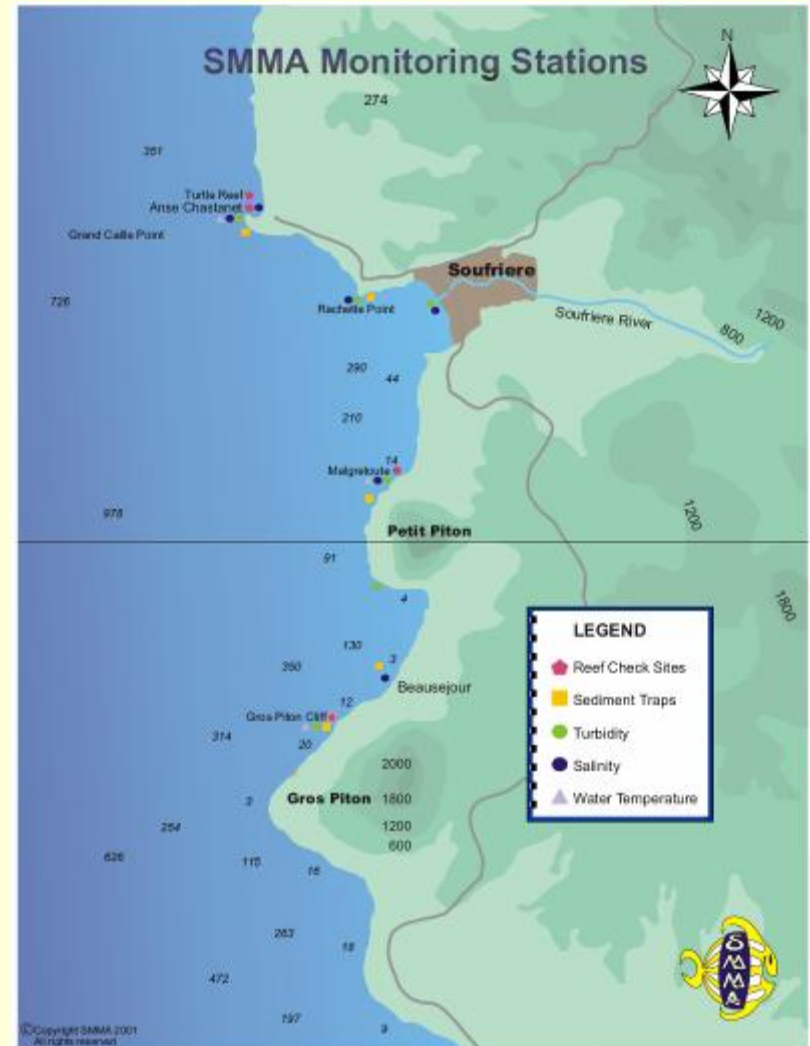 SMMA Monitoring Stations
N
274
351
Turtle Reef
Anse Chastanet
Grand Caille Point
Soufriere
726
Rachette Point
Soufriere River
1200
800
290
44
210
14
Malgretoute
978
1200
Petit Piton
91
4
1800
130
3
350
Beausejour
12
Gros Piton Cliff
314
20
2000
3
Gros Piton
1800
254
1200
600
626
115
16
263
18
472
197
9
LEGEND
Reef Check Sites
Sediment Traps
Turbidity
Salinity
Water Temperature
SMMA
©Copyright SMMA 2001
All rights reserved